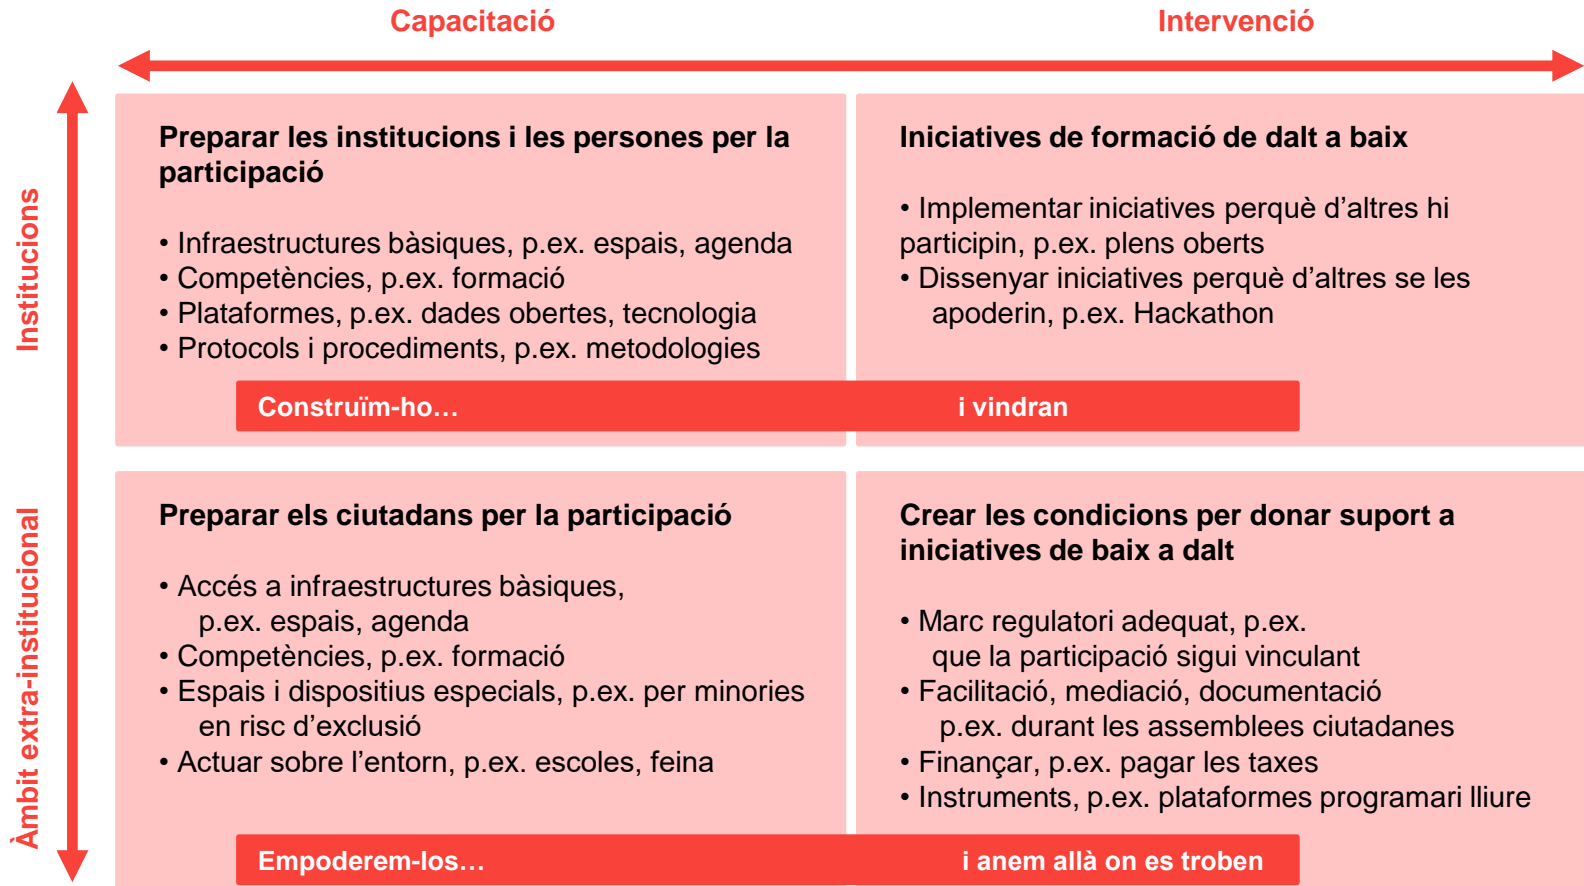 Capacitació
Intervenció
Institucions
Àmbit extra-institucional
Preparar les institucions i les persones per la
participació
• Infraestructures bàsiques, p.ex. espais, agenda
• Competències, p.ex. formació
• Plataformes, p.ex. dades obertes, tecnologia
• Protocols i procediments, p.ex. metodologies
Iniciatives de formació de dalt a baix
• Implementar iniciatives perquè d’altres hi
participin, p.ex. plens oberts
• Dissenyar iniciatives perquè d’altres se les
apoderin, p.ex. Hackathon
Construïm-ho…
i vindran
Preparar els ciutadans per la participació
• Accés a infraestructures bàsiques,
p.ex. espais, agenda
• Competències, p.ex. formació
• Espais i dispositius especials, p.ex. per minories
en risc d’exclusió
• Actuar sobre l’entorn, p.ex. escoles, feina
Crear les condicions per donar suport a
iniciatives de baix a dalt
• Marc regulatori adequat, p.ex.
que la participació sigui vinculant
• Facilitació, mediació, documentació
p.ex. durant les assemblees ciutadanes
• Finançar, p.ex. pagar les taxes
• Instruments, p.ex. plataformes programari lliure
Empoderem-los…
i anem allà on es troben